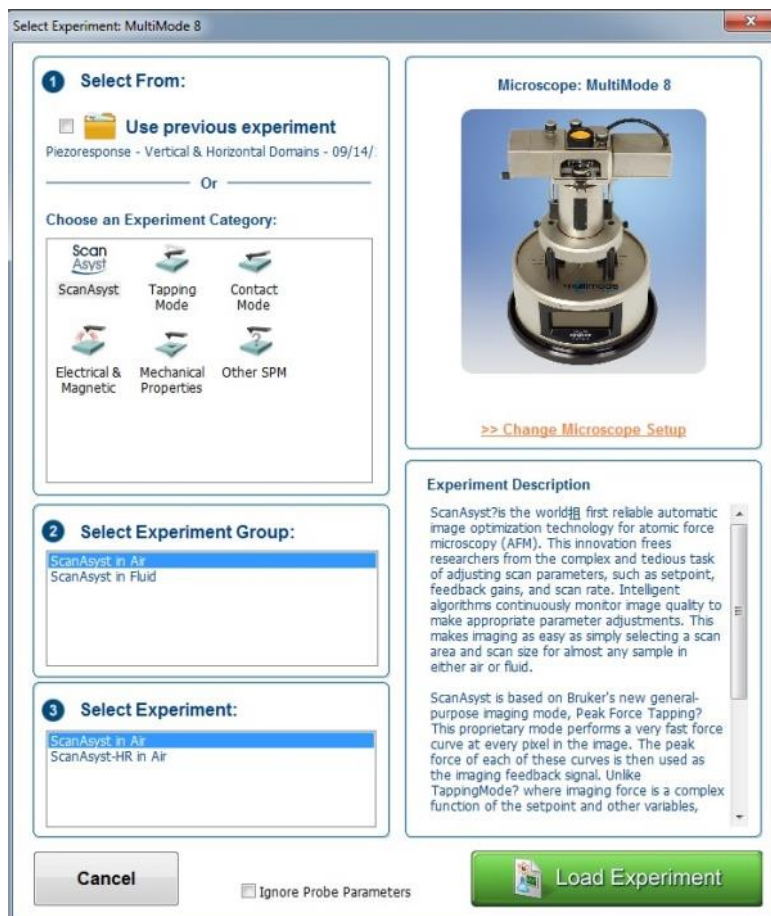 Select Experiment: MultiMode 8
1 Select From:
Use previous experiment
Piezoresponse - Vertical & Horizontal Domains - 09/14/
Or
Choose an Experiment Category:
Scan
Asyst
ScanAsyst
Tapping
Mode
Contact
Mode
Electrical &
Magnetic
Mechanical
Properties
Other SPM
2 Select Experiment Group:
ScanAsyst in Air
ScanAsyst in Fluid
3 Select Experiment:
ScanAsyst in Air
ScanAsyst-HR in Air
Cancel
Ignore Probe Parameters
Microscope: MultiMode 8
multimode
>> Change Microscope Setup
Experiment Description
ScanAsyst?is the world抯 first reliable automatic
image optimization technology for atomic force
microscopy (AFM). This innovation frees
researchers from the complex and tedious task
of adjusting scan parameters, such as setpoint,
feedback gains, and scan rate. Intelligent
algorithms continuously monitor image quality to
make appropriate parameter adjustments. This
makes imaging as easy as simply selecting a scan
area and scan size for almost any sample in
either air or fluid.
ScanAsyst is based on Bruker's new general-
purpose imaging mode, Peak Force Tapping?
This proprietary mode performs a very fast force
curve at every pixel in the image. The peak
force of each of these curves is then used as
the imaging feedback signal. Unlike
TappingMode? where imaging force is a complex
function of the setpoint and other variables,
Load Experiment